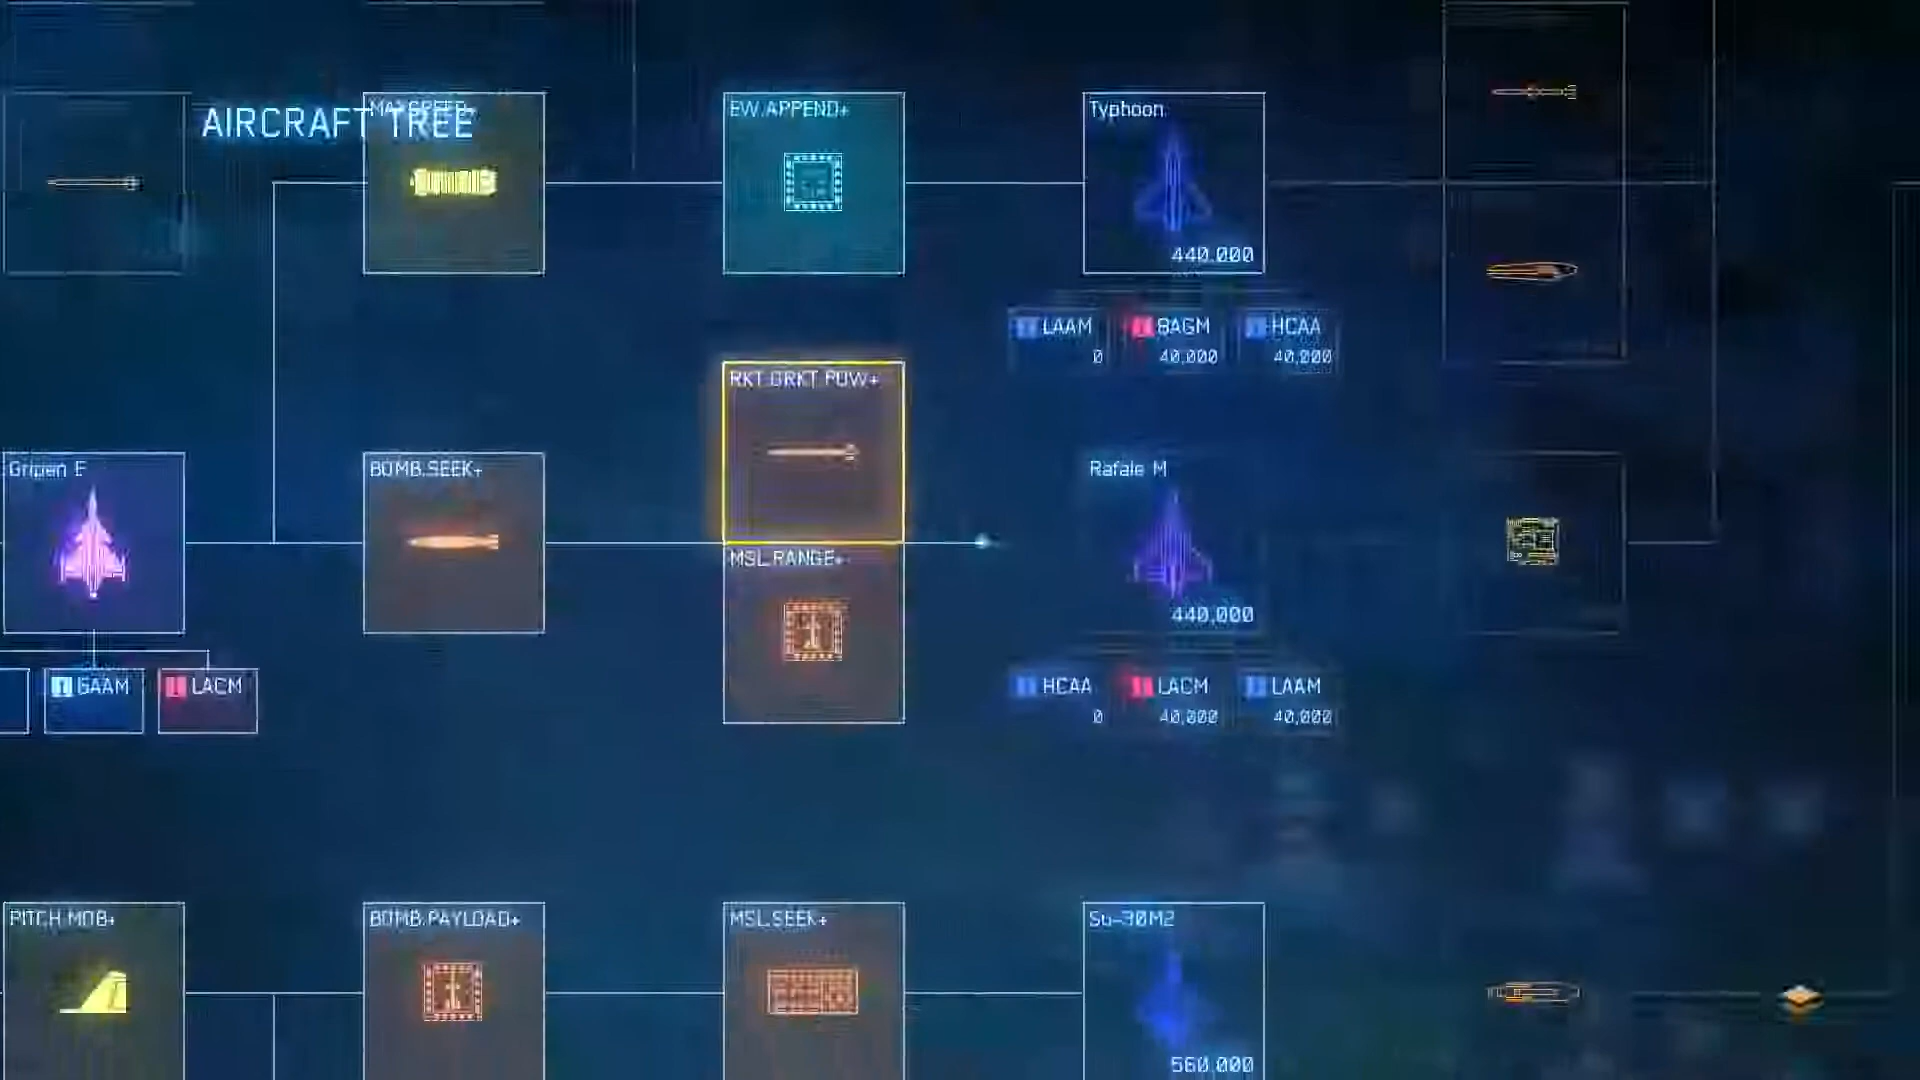 AIRCRAFT TREE
MAX.SPEED+
EW.APPEND+
Typhoon
440,000
LAAM
0
8AGM
40,000
HCAA
40,000
RKT.GRKT.POW+
Gripen E
BOMB.SEEK+
MSL.RANGE+
Rafale M
440,000
GAAM
LACM
HCAA
0
LACM
40,000
LAAM
40,000
PITCH.MOB+
BOMB.PAYLOAD+
MSL.SEEK+
Su-30M2
560,000